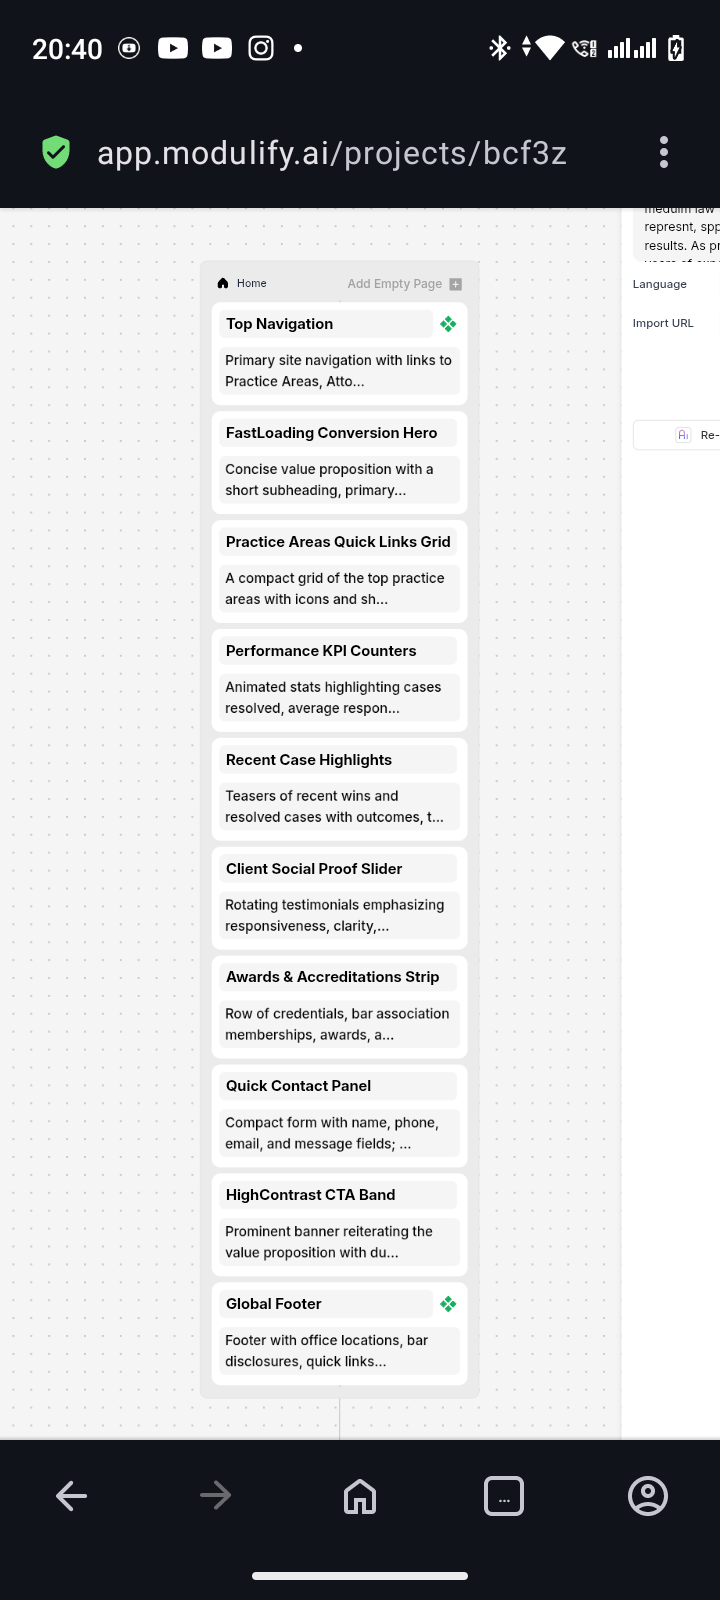 20:40
app.modulify.ai/projects/bcf3z
represnt, spp
results. As pr
Language
Import URL
Re-
Home
Add Empty Page
Top Navigation
Primary site navigation with links to
Practice Areas, Atto...
FastLoading Conversion Hero
Concise value proposition with a
short subheading, primary...
Practice Areas Quick Links Grid
A compact grid of the top practice
areas with icons and sh...
Performance KPI Counters
Animated stats highlighting cases
resolved, average respon...
Recent Case Highlights
Teasers of recent wins and
resolved cases with outcomes, t...
Client Social Proof Slider
Rotating testimonials emphasizing
responsiveness, clarity,...
Awards & Accreditations Strip
Row of credentials, bar association
memberships, awards, a...
Quick Contact Panel
Compact form with name, phone,
email, and message fields; ...
HighContrast CTA Band
Prominent banner reiterating the
value proposition with du...
Global Footer
Footer with office locations, bar
disclosures, quick links...